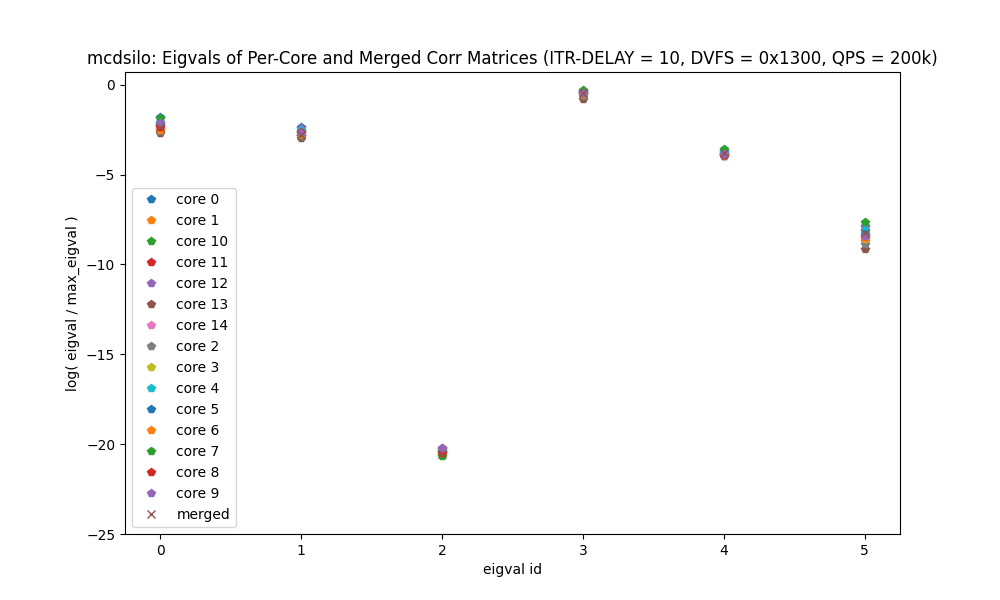 mcdsilo: Eigvals of Per-Core and Merged Corr Matrices (ITR-DELAY = 10, DVFS = 0x1300, QPS = 200k)
log( eigval / max_eigval )
0
−5
−10
−15
−20
−25
core 0
core 1
core 10
core 11
core 12
core 13
core 14
core 2
core 3
core 4
core 5
core 6
core 7
core 8
core 9
merged
0 1 2 3 4 5
eigval id